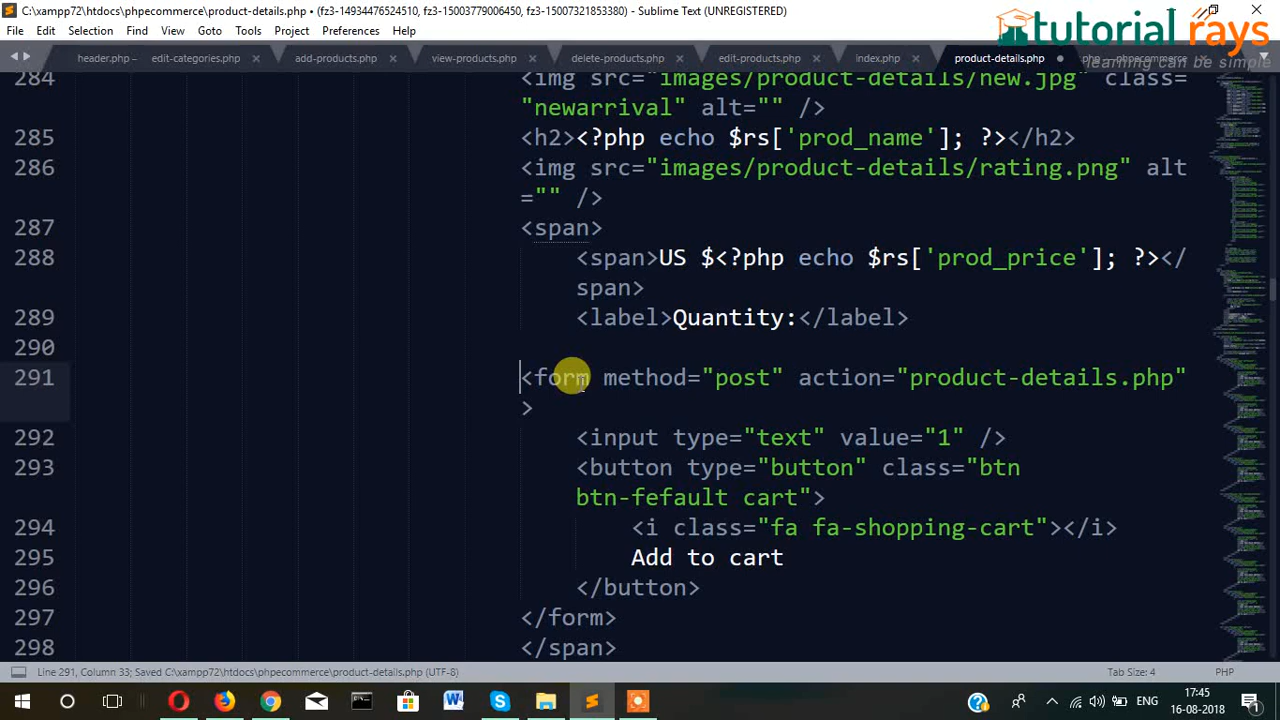 C:\xampp72\htdocs\phpecommerce\product-details.php • (fz3-14934476524510, fz3-15003779090450, fz3-15007321853380) - Sublime Text (UNREGISTERED)
File Edit Selection Find View Goto Tools Project Preferences Help
tutorial rays
learning can be simple
header.php – edit-categories.php add-products.php view-products.php delete-products.php edit-products.php index.php product-details.php php phpecommerce
284 <img src="images/product-details/new.jpg" class=
"newarrival" alt="" />
285 <h2><?php echo $rs['prod_name']; ?></h2>
286 <img src="images/product-details/rating.png" alt
="" />
287 <span>
288 <span>US $<?php echo $rs['prod_price']; ?></
span>
289 <label>Quantity:</label>
290
291 <form method="post" action="product-details.php"
>
292 <input type="text" value="1" />
293 <button type="button" class="btn
btn-fefault cart">
294 <i class="fa fa-shopping-cart"></i>
295 Add to cart
296 </button>
297 </form>
298 </span>
Line 291, Column 33; Saved C:\xampp72\htdocs\phpecommerce\product-details.php (UTF-8) Tab Size: 4 PHP
ENG 17:45
16-08-2018